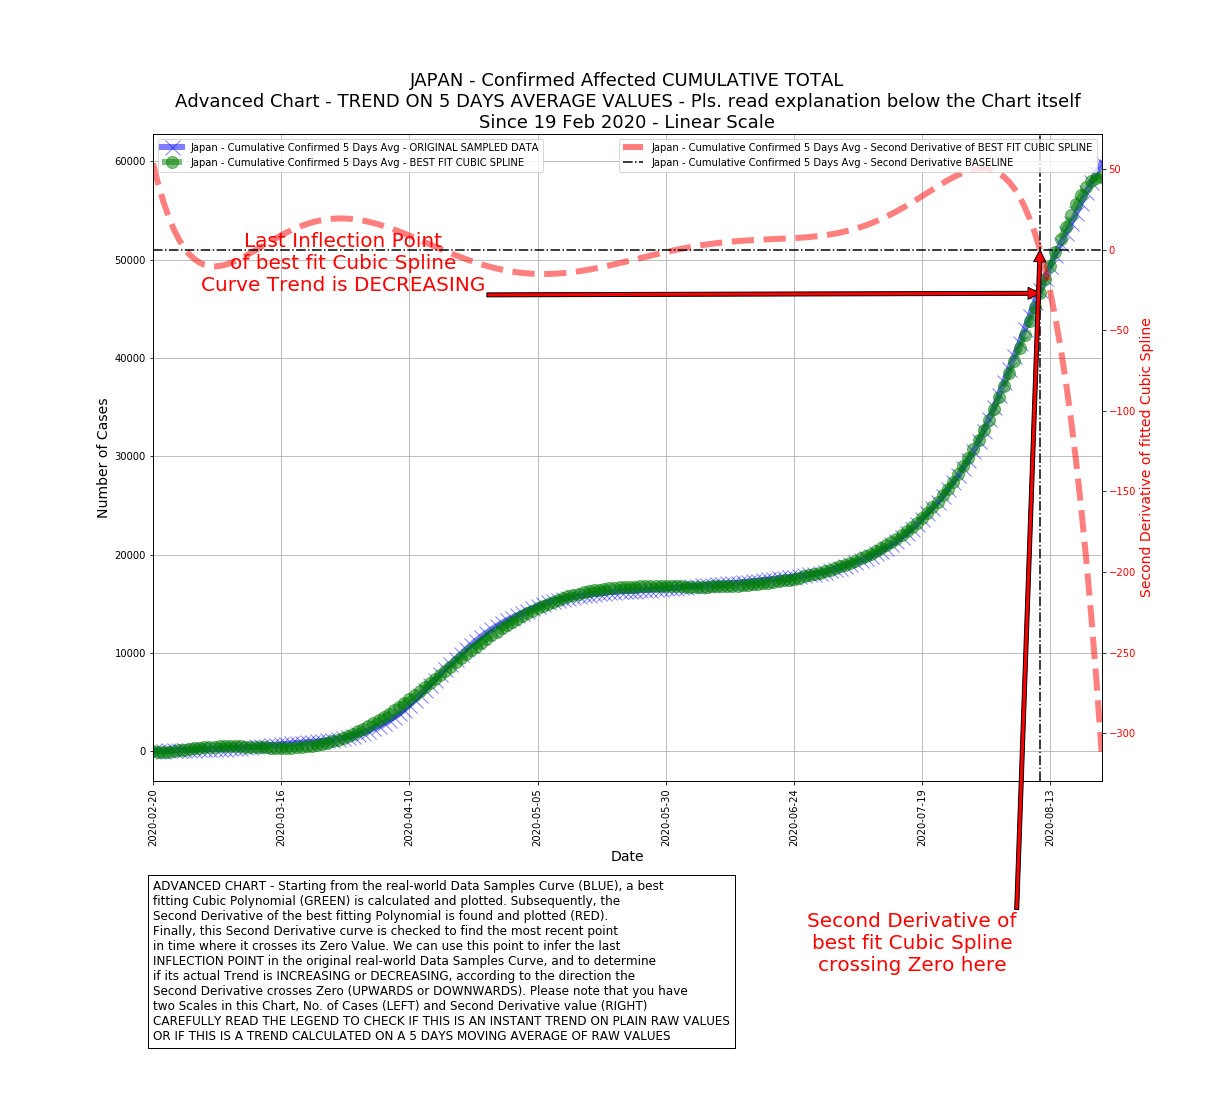 JAPAN - Confirmed Affected CUMULATIVE TOTAL
Advanced Chart - TREND ON 5 DAYS AVERAGE VALUES - Pls. read explanation below the Chart itself
Since 19 Feb 2020 - Linear Scale
Japan - Cumulative Confirmed 5 Days Avg - ORIGINAL SAMPLED DATA
Japan - Cumulative Confirmed 5 Days Avg - BEST FIT CUBIC SPLINE
Japan - Cumulative Confirmed 5 Days Avg - Second Derivative of BEST FIT CUBIC SPLINE
Japan - Cumulative Confirmed 5 Days Avg - Second Derivative BASELINE
Last Inflection Point
of best fit Cubic Spline
Curve Trend is DECREASING
Number of Cases
60000
50000
40000
30000
20000
10000
0
50
0
−50
−100
−150
−200
−250
−300
Second Derivative of fitted Cubic Spline
2020-02-20
2020-03-16
2020-04-10
2020-05-05
2020-05-30
2020-06-24
2020-07-19
2020-08-13
Date
ADVANCED CHART - Starting from the real-world Data Samples Curve (BLUE), a best
fitting Cubic Polynomial (GREEN) is calculated and plotted. Subsequently, the
Second Derivative of the best fitting Polynomial is found and plotted (RED).
Finally, this Second Derivative curve is checked to find the most recent point
in time where it crosses its Zero Value. We can use this point to infer the last
INFLECTION POINT in the original real-world Data Samples Curve, and to determine
if its actual Trend is INCREASING or DECREASING, according to the direction the
Second Derivative crosses Zero (UPWARDS or DOWNWARDS). Please note that you have
two Scales in this Chart, No. of Cases (LEFT) and Second Derivative value (RIGHT)
CAREFULLY READ THE LEGEND TO CHECK IF THIS IS AN INSTANT TREND ON PLAIN RAW VALUES
OR IF THIS IS A TREND CALCULATED ON A 5 DAYS MOVING AVERAGE OF RAW VALUES
Second Derivative of
best fit Cubic Spline
crossing Zero here